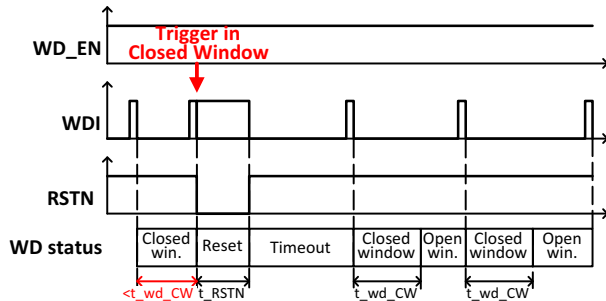 Trigger in
Closed Window
WD_EN
WDI
RSTN
WD status
Closed
win.
Reset
Timeout
Closed
window
Open
win.
Closed
window
Open
win.
<t_wd_CW
t_RSTN
t_wd_CW
t_wd_CW